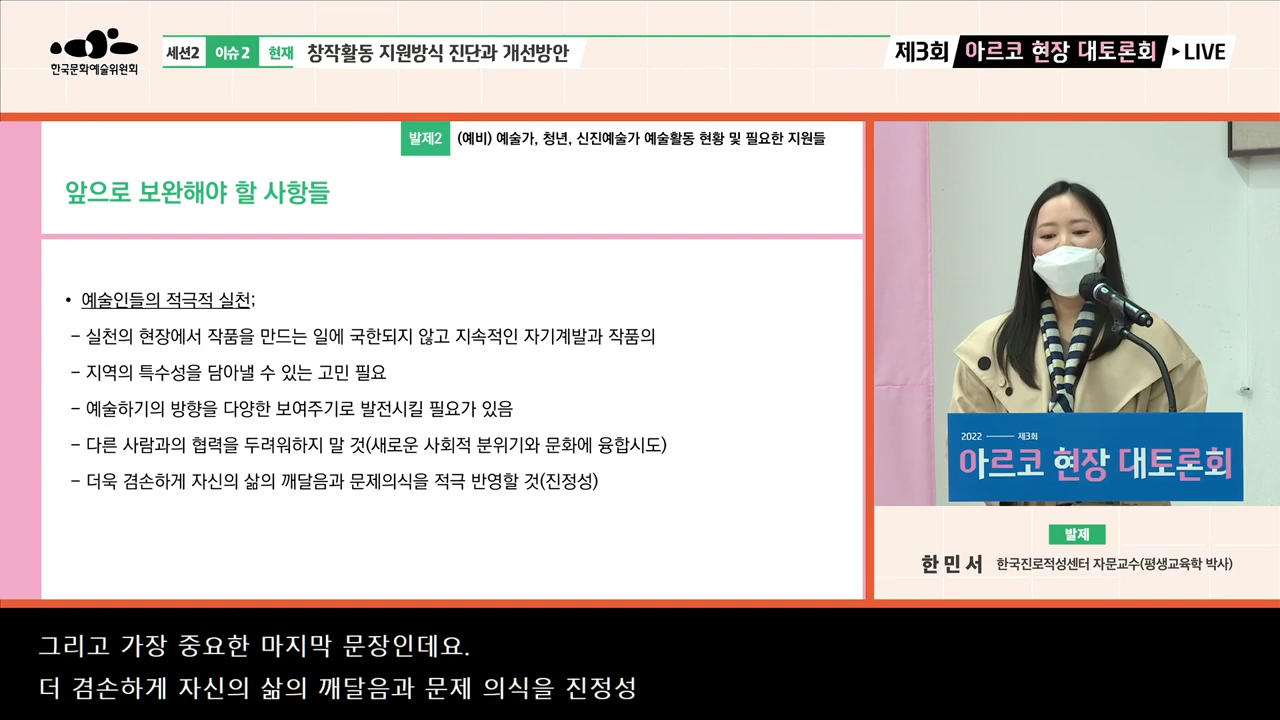 한국문화예술위원회
세션2 이슈 2 현재 창작활동 지원방식 진단과 개선방안
제3회 아르코 현장 대토론회 LIVE
발제2 (예비) 예술가, 청년, 신진예술가 예술활동 현황 및 필요한 지원들
앞으로 보완해야 할 사항들
• 예술인들의 적극적 실천;
– 실천의 현장에서 작품을 만드는 일에 국한되지 않고 지속적인 자기계발과 작품의
– 지역의 특수성을 담아낼 수 있는 고민 필요
– 예술하기의 방향을 다양한 보여주기로 발전시킬 필요가 있음
– 다른 사람과의 협력을 두려워하지 말 것(새로운 사회적 분위기와 문화에 융합시도)
– 더욱 겸손하게 자신의 삶의 깨달음과 문제의식을 적극 반영할 것(진정성)
2022 제3회
아르코 현장 대토론회
발제
한민서 한국진로적성센터 자문교수(평생교육학 박사)
그리고 가장 중요한 마지막 문장인데요.
더 겸손하게 자신의 삶의 깨달음과 문제 의식을 진정성